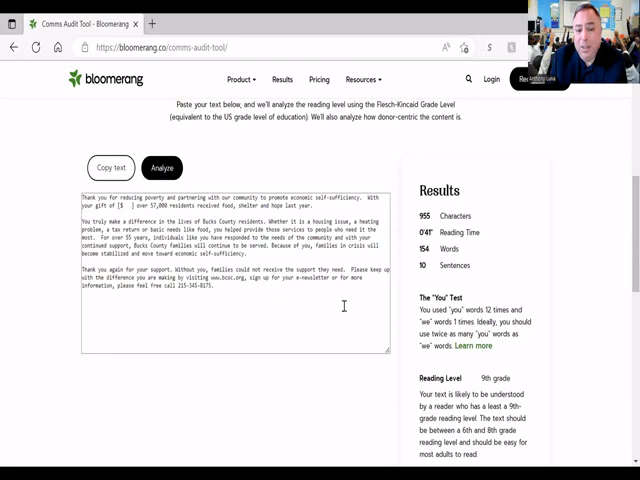 Comms Audit Tool - Bloomerang
https://bloomerang.co/comms-audit-tool/
Anthony Luna
bloomerang
Product
Results
Pricing
Resources
Login
Paste your text below, and we'll analyze the reading level using the Flesch-Kincaid Grade Level
(equivalent to the US grade level of education). We'll also analyze how donor-centric the content is.
Copy text
Analyze
Thank you for reducing poverty and partnering with our community to promote economic self-sufficiency. With
your gift of [$ ] over 57,000 residents received food, shelter and hope last year.
You truly make a difference in the lives of Bucks County residents. Whether it is a housing issue, a heating
problem, a tax return or basic needs like food, you helped provide those services to people who need it the
most. For over 55 years, individuals like you have responded to the needs of the community and with your
continued support, Bucks County families will continue to be served. Because of you, families in crisis will
become stabilized and move toward economic self-sufficiency.
Thank you again for your support. Without you, families could not receive the support they need. Please keep up
with the difference you are making by visiting www.bcoc.org, sign up for your e-newsletter or for more
information, please feel free call 215-345-8175.
Results
955 Characters
0'41" Reading Time
154 Words
10 Sentences
The "You" Test
You used "you" words 12 times and
"we" words 1 times. Ideally, you should
use twice as many "you" words as
"we" words. Learn more
Reading Level 9th grade
Your text is likely to be understood
by a reader who has a least a 9th-
grade reading level. The text should
be between a 6th and 8th grade
reading level and should be easy for
most adults to read.